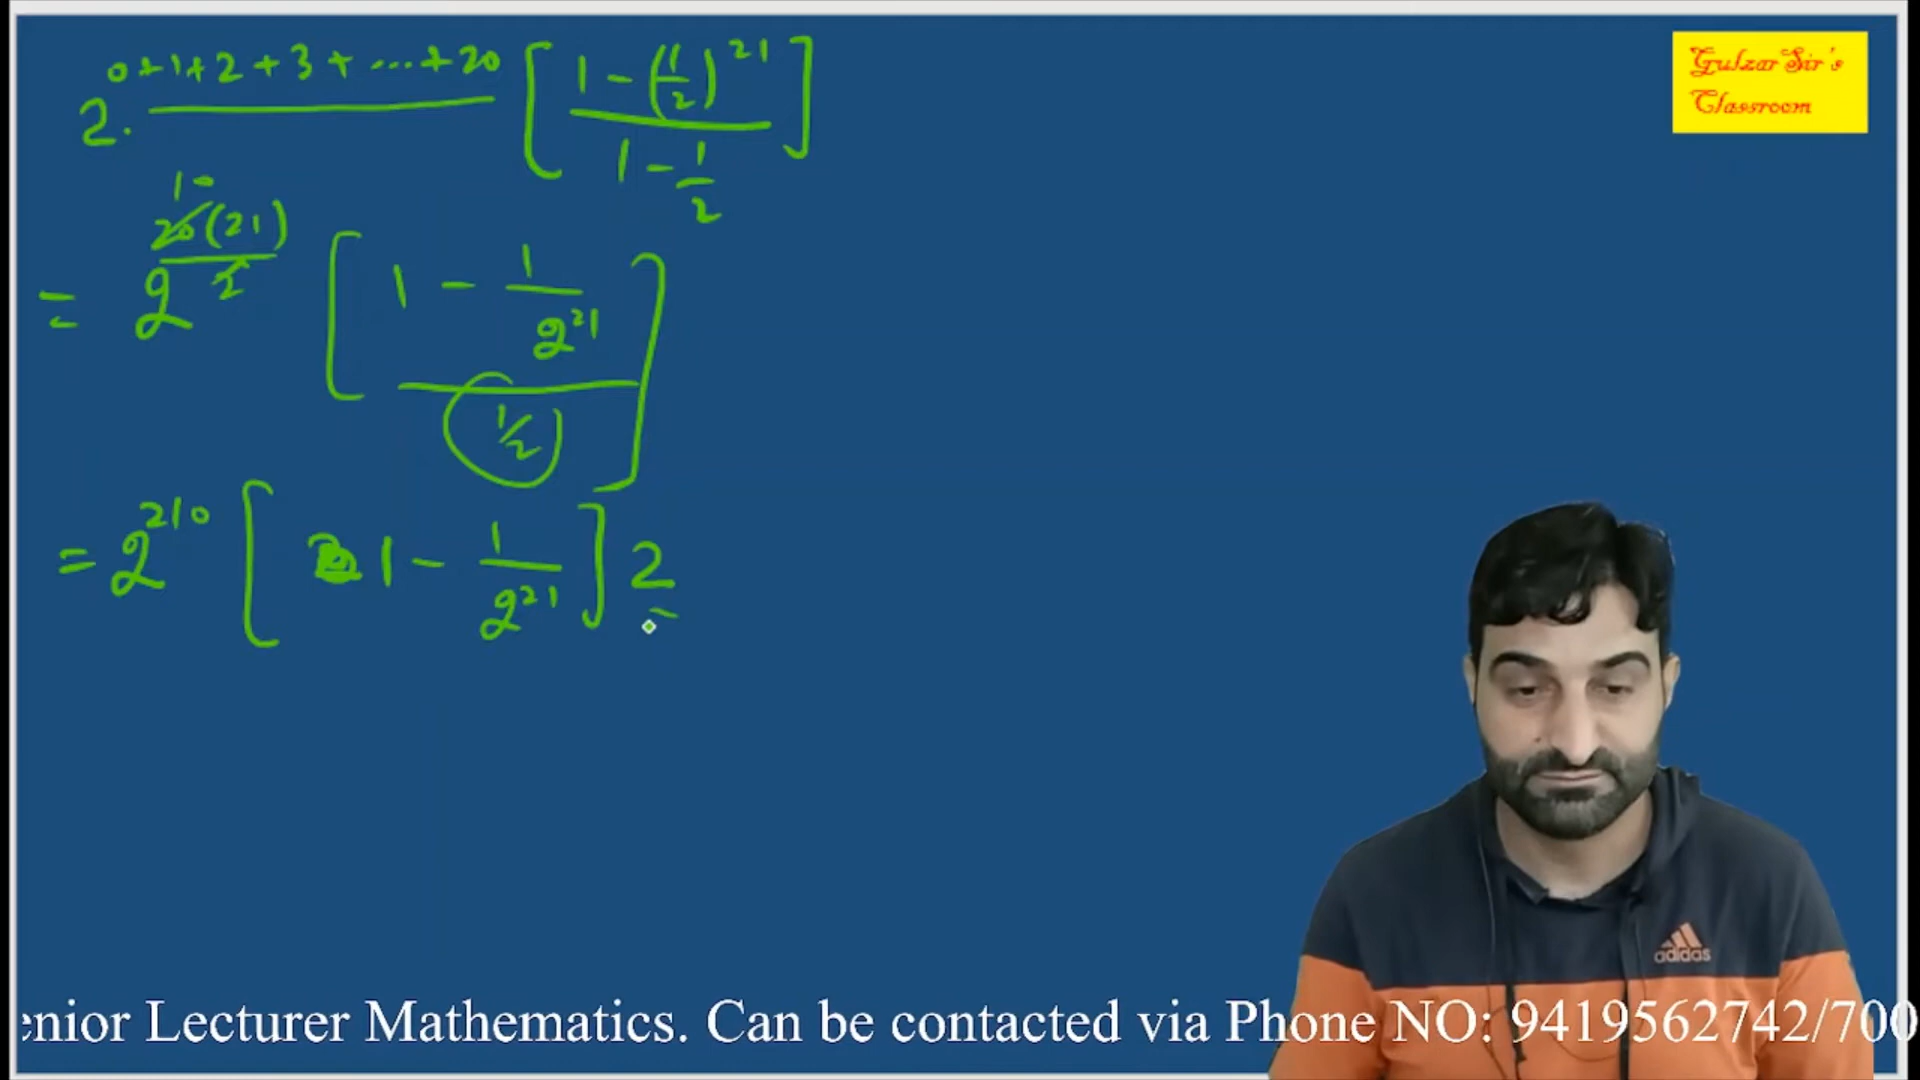 2. 0+1+2+3+...+20 [ 1-(1/2)^21 / 1-1/2 ]
= 2^(20(21)/2) 10 [ 1 - 1/2^21 / 1/2 ]
= 2^210 [ 1 - 1/2^21 ] 2
Gulzar Sir's
Classroom
adidas
enior Lecturer Mathematics. Can be contacted via Phone NO: 9419562742/700